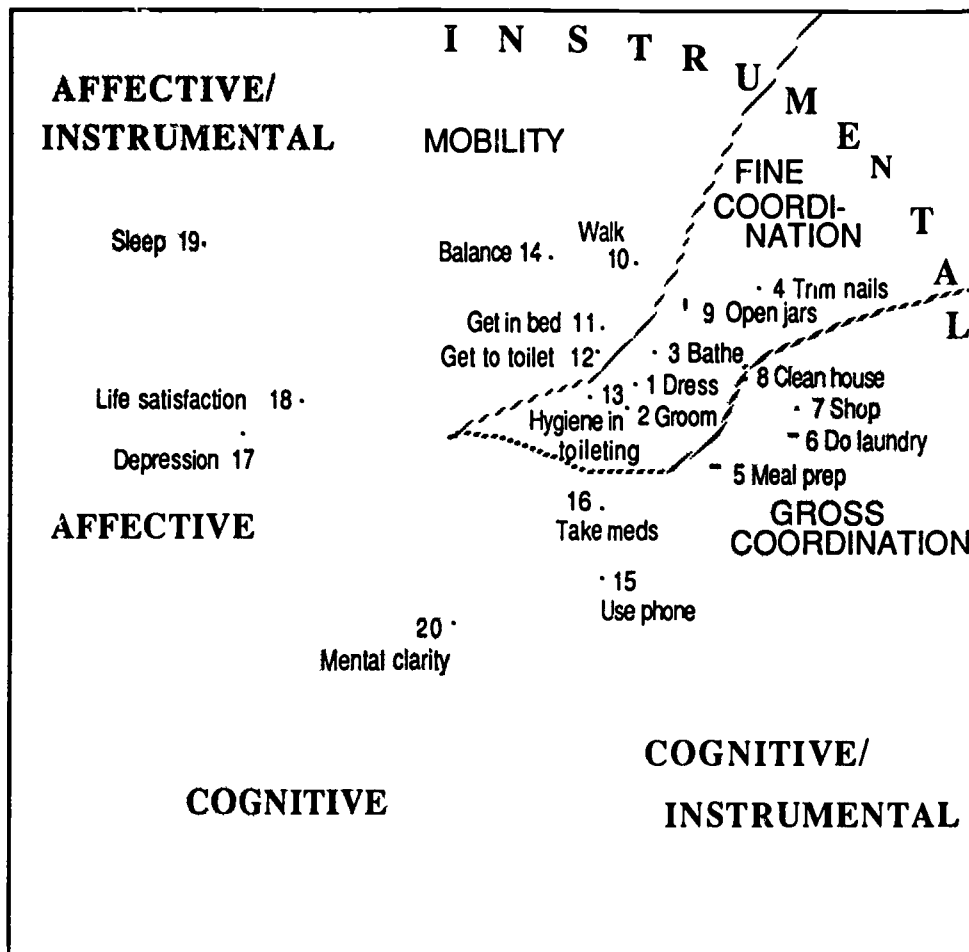 I N S T R U M E N T A L
AFFECTIVE/
INSTRUMENTAL
MOBILITY
FINE
COORDI-
NATION
Sleep 19
Balance 14
Walk
10
4 Trim nails
9 Open jars
Get in bed 11
Get to toilet 12
3 Bathe
1 Dress
13
Hygiene in
toileting
2 Groom
8 Clean house
7 Shop
6 Do laundry
5 Meal prep
Life satisfaction 18
Depression 17
AFFECTIVE
16
Take meds
GROSS
COORDINATION
15
Use phone
20
Mental clarity
COGNITIVE/
INSTRUMENTAL
COGNITIVE